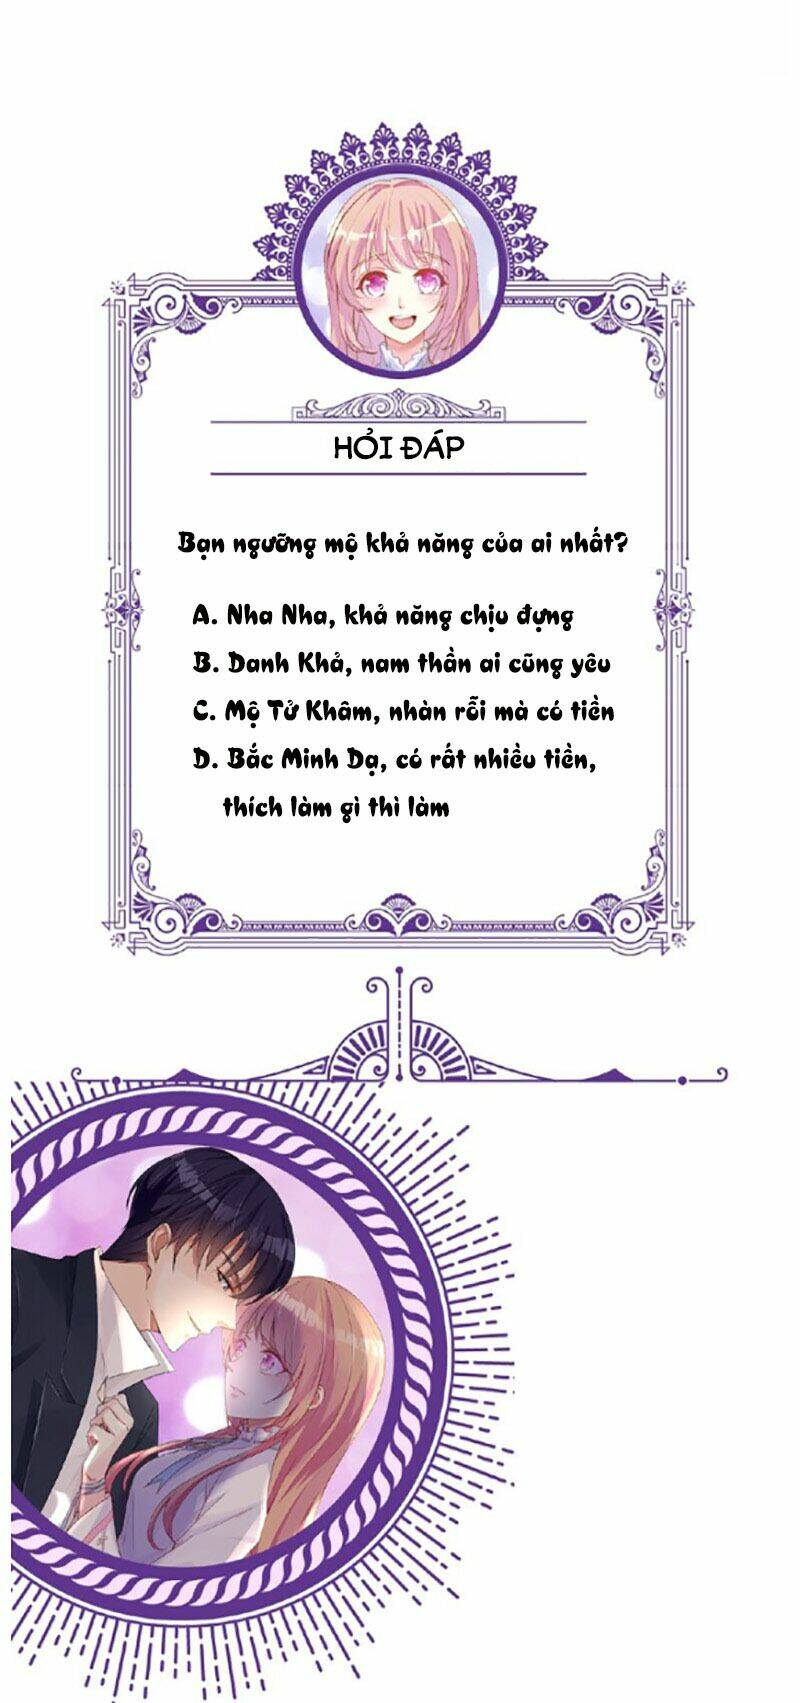 HỎI ĐÁP
Bạn ngưỡng mộ khả năng của ai nhất?
A. Nha Nha, khả năng chịu đựng
B. Danh Khả, nam thần ai cũng yêu
C. Mộ Tử Khâm, nhàn rỗi mà có tiền
D. Bắc Minh Dạ, có rất nhiều tiền,
thích làm gì thì làm